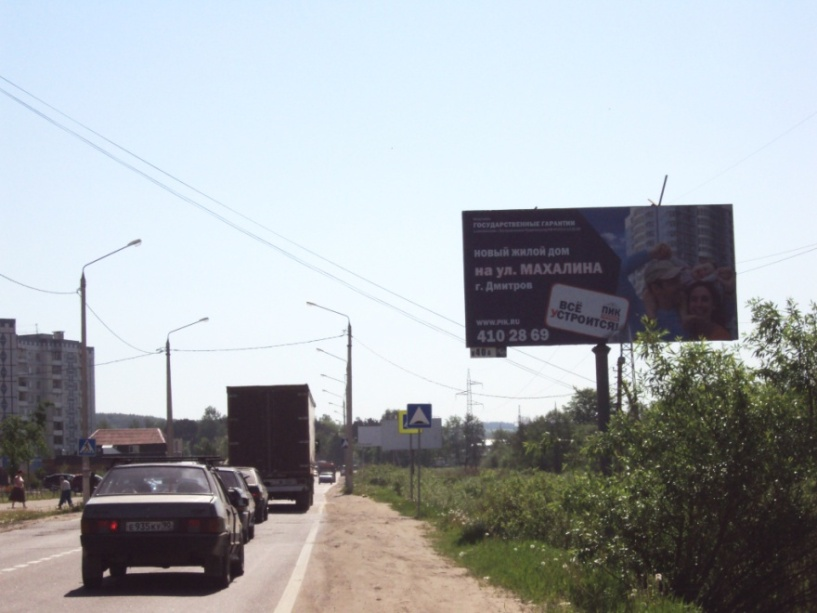 ГОСУДАРСТВЕННЫЕ ГАРАНТИИ
НОВЫЙ ЖИЛОЙ ДОМ
на ул. МАХАЛИНА
г. Дмитров
ВСЁ
УСТРОИТСЯ!
ПИК
WWW.PIK.RU
410 28 69